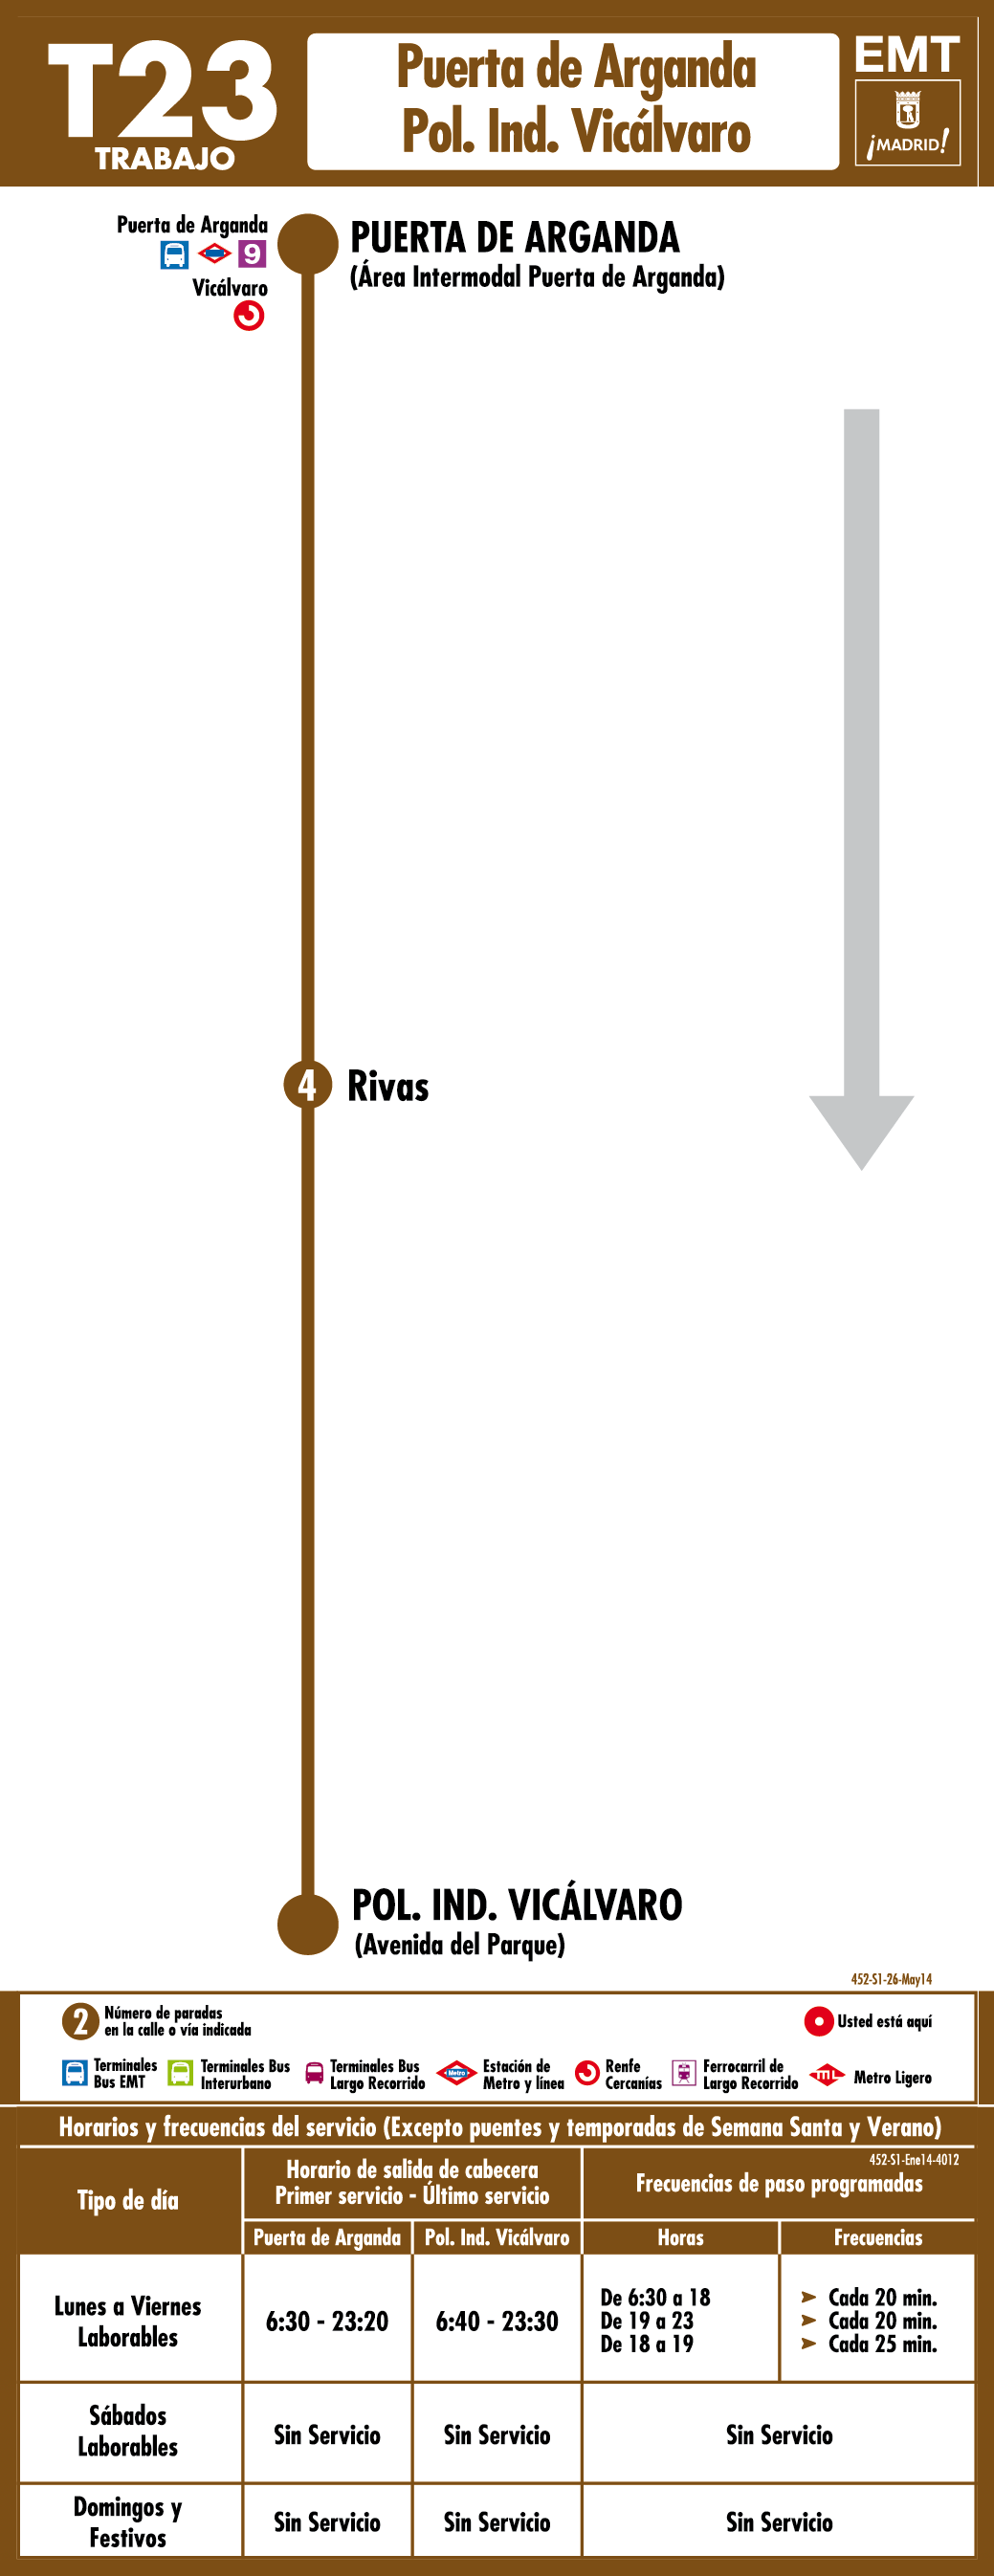 T23
TRABAJO
Puerta de Arganda
Pol. Ind. Vicálvaro
EMT
¡MADRID!
Puerta de Arganda
9
Vicálvaro
PUERTA DE ARGANDA
(Área Intermodal Puerta de Arganda)
4 Rivas
POL. IND. VICÁLVARO
(Avenida del Parque)
452-S1-26-May14
2 Número de paradas
en la calle o vía indicada
Usted está aquí
Terminales
Bus EMT
Terminales Bus
Interurbano
Terminales Bus
Largo Recorrido
Metro
Estación de
Metro y línea
Renfe
Cercanías
Ferrocarril de
Largo Recorrido
ML
Metro Ligero
Horarios y frecuencias del servicio (Excepto puentes y temporadas de Semana Santa y Verano)
452-S1-Ene14-4012
Tipo de día
Horario de salida de cabecera
Primer servicio - Último servicio
Frecuencias de paso programadas
Puerta de Arganda
Pol. Ind. Vicálvaro
Horas
Frecuencias
Lunes a Viernes
Laborables
6:30 - 23:20
6:40 - 23:30
De 6:30 a 18 ➤ Cada 20 min.
De 19 a 23 ➤ Cada 20 min.
De 18 a 19 ➤ Cada 25 min.
Sábados
Laborables
Sin Servicio
Sin Servicio
Sin Servicio
Domingos y
Festivos
Sin Servicio
Sin Servicio
Sin Servicio